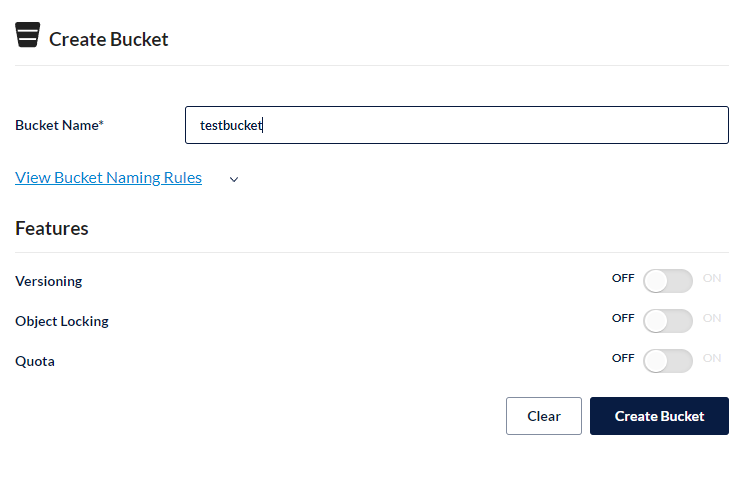 Create Bucket
Bucket Name*
testbucket
View Bucket Naming Rules
Features
Versioning OFF ON
Object Locking OFF ON
Quota OFF ON
Clear Create Bucket